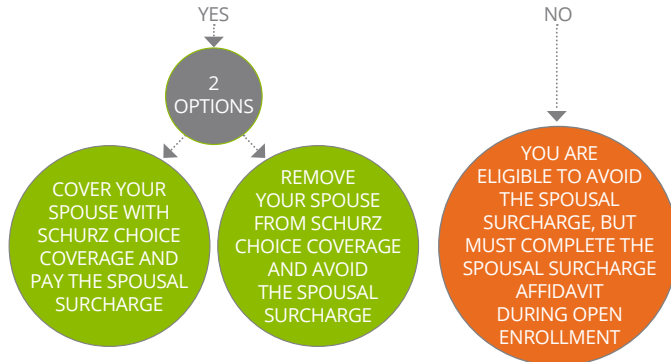 YES
2
OPTIONS
COVER YOUR
SPOUSE WITH
SCHURZ CHOICE
COVERAGE AND
PAY THE SPOUSAL
SURCHARGE
REMOVE
YOUR SPOUSE
FROM SCHURZ
CHOICE COVERAGE
AND AVOID
THE SPOUSAL
SURCHARGE
NO
YOU ARE
ELIGIBLE TO AVOID
THE SPOUSAL
SURCHARGE, BUT
MUST COMPLETE THE
SPOUSAL SURCHARGE
AFFIDAVIT
DURING OPEN
ENROLLMENT